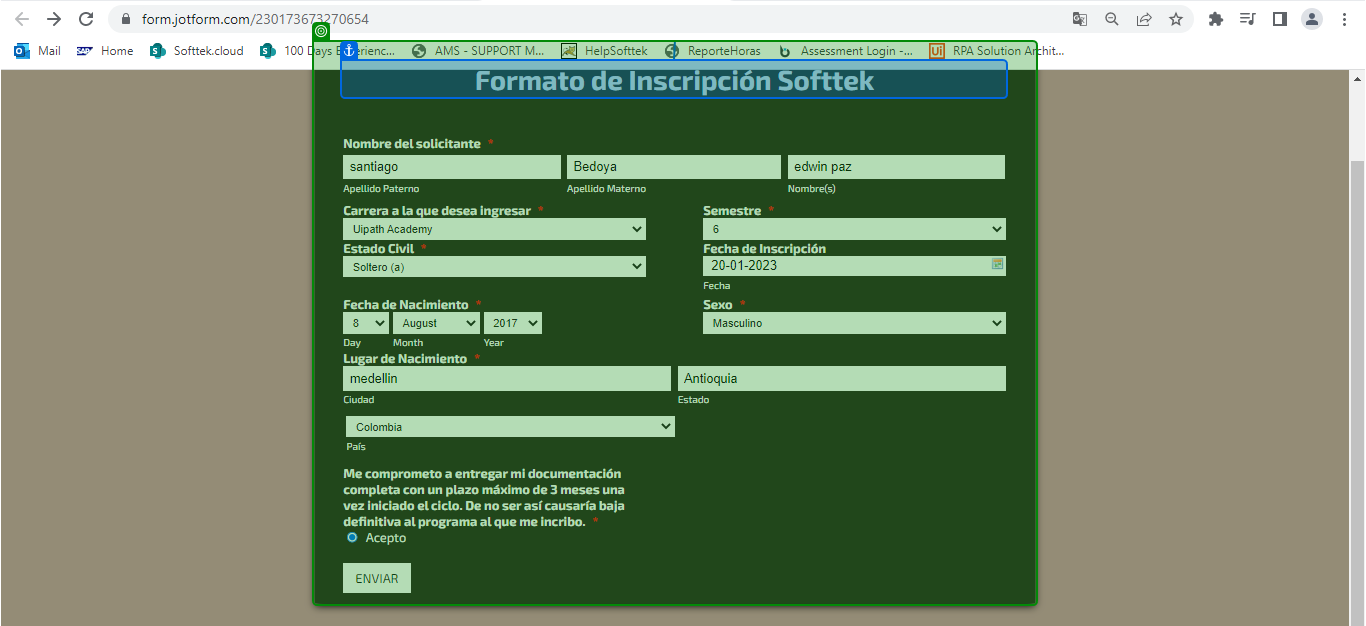 form.jotform.com/230173673270654
Mail Home Softtek.cloud 100 Days Experienc... AMS - SUPPORT M... HelpSofttek ReporteHoras Assessment Login -... RPA Solution Archit...
Formato de Inscripción Softtek
Nombre del solicitante *
santiago Bedoya edwin paz
Apellido Paterno Apellido Materno Nombre(s)
Carrera a la que desea ingresar * Semestre *
Uipath Academy 6
Estado Civil * Fecha de Inscripción
Soltero (a) 20-01-2023
Fecha
Fecha de Nacimiento * Sexo *
8 August 2017 Masculino
Day Month Year
Lugar de Nacimiento *
medellin Antioquia
Ciudad Estado
Colombia
País
Me comprometo a entregar mi documentación
completa con un plazo máximo de 3 meses una
vez iniciado el ciclo. De no ser así causaría baja
definitiva al programa al que me incribo. *
Acepto
ENVIAR